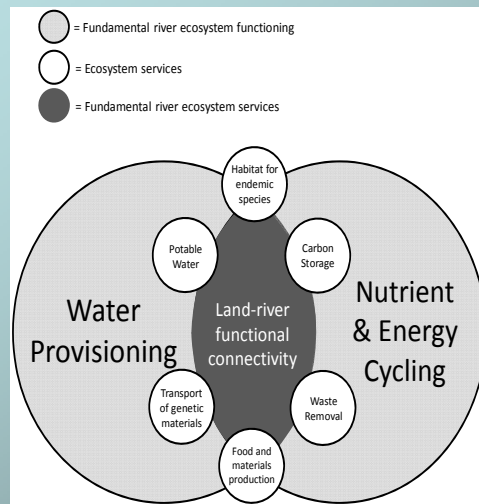 = Fundamental river ecosystem functioning
= Ecosystem services
= Fundamental river ecosystem services
Habitat for
endemic
species
Potable
Water
Carbon
Storage
Water
Provisioning
Land-river
functional
connectivity
Nutrient
& Energy
Cycling
Transport
of genetic
materials
Waste
Removal
Food and
materials
production